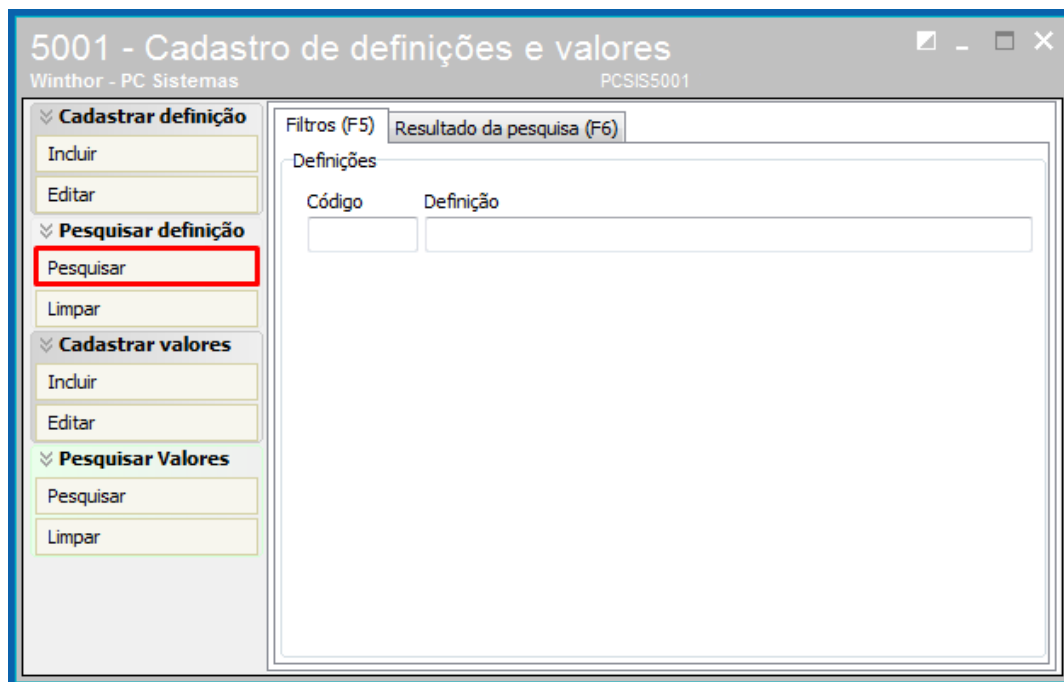 5001 - Cadastro de definições e valores
Winthor - PC Sistemas PCSIS5001
Cadastrar definição
Incluir
Editar
Pesquisar definição
Pesquisar
Limpar
Cadastrar valores
Incluir
Editar
Pesquisar Valores
Pesquisar
Limpar
Filtros (F5) Resultado da pesquisa (F6)
Definições
Código Definição